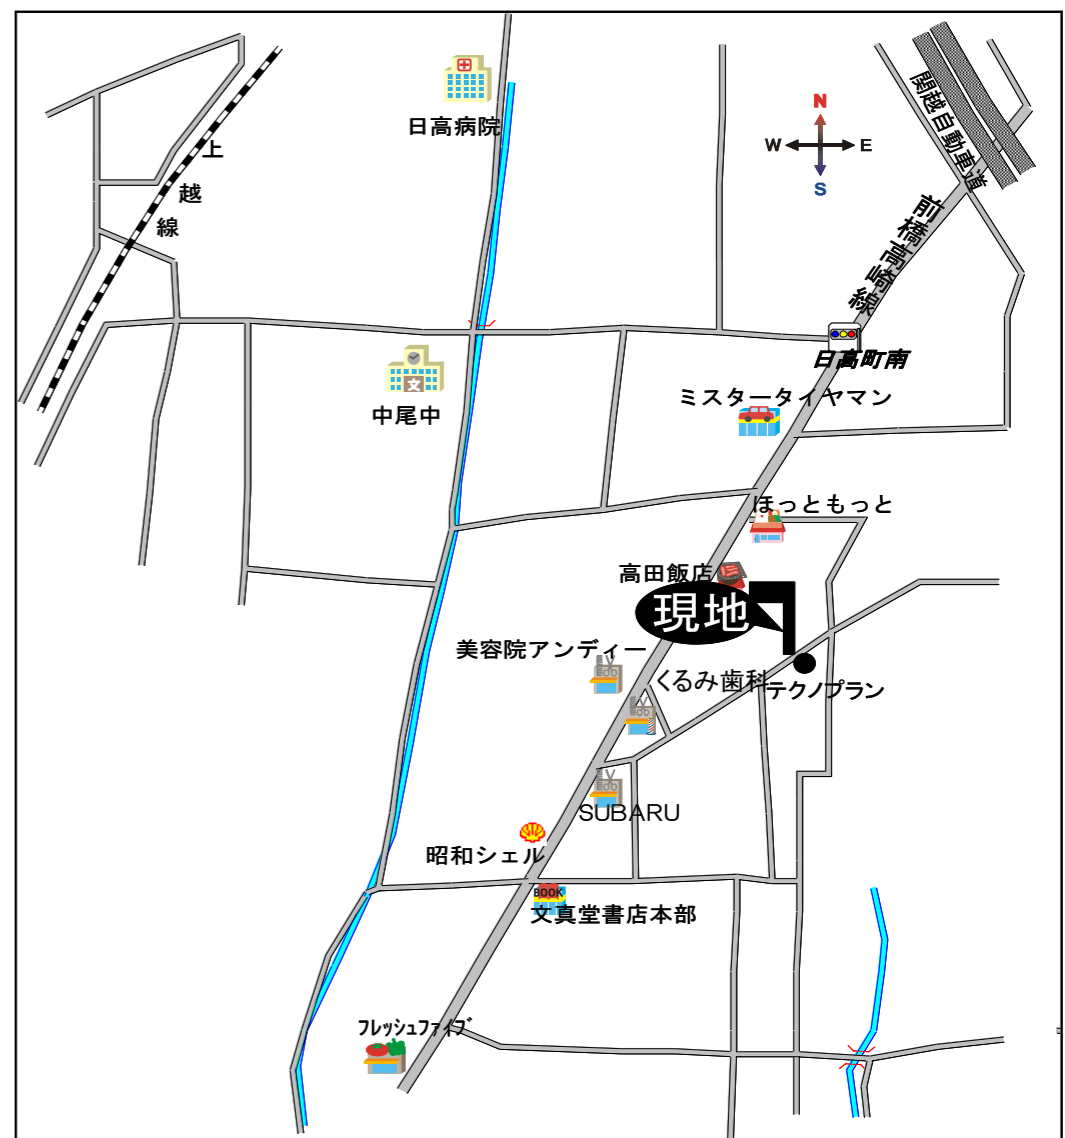 日高病院
N
W
E
S
関越自動車道
上越線
前橋高崎線
日高町南
中尾中
文
ミスタータイヤマン
ほっともっと
高田飯店
現地
美容院アンディー
くるみ歯科
テクノプラン
SUBARU
昭和シェル
BOOK
文真堂書店本部
フレッシュファイブ